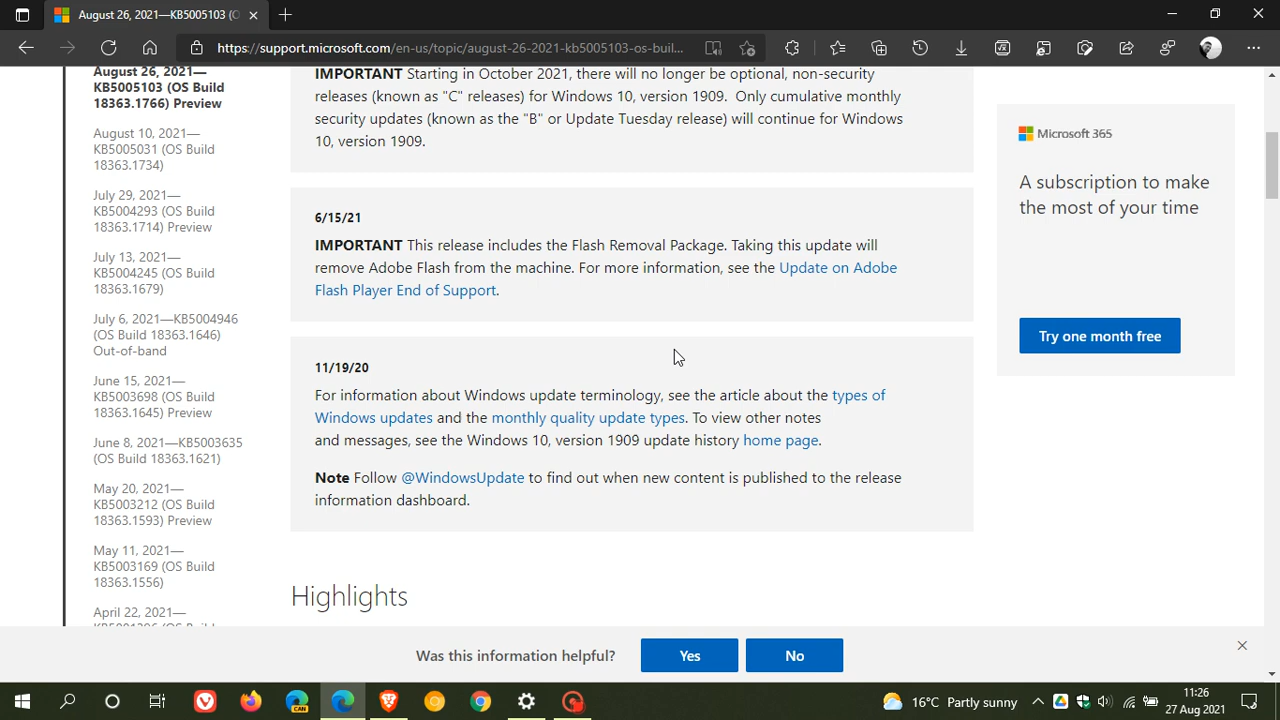 August 26, 2021—KB5005103 (O
https://support.microsoft.com/en-us/topic/august-26-2021-kb5005103-os-buil...
August 26, 2021—
KB5005103 (OS Build
18363.1766) Preview
August 10, 2021—
KB5005031 (OS Build
18363.1734)
July 29, 2021—
KB5004293 (OS Build
18363.1714) Preview
July 13, 2021—
KB5004245 (OS Build
18363.1679)
July 6, 2021—KB5004946
(OS Build 18363.1646)
Out-of-band
June 15, 2021—
KB5003698 (OS Build
18363.1645) Preview
June 8, 2021—KB5003635
(OS Build 18363.1621)
May 20, 2021—
KB5003212 (OS Build
18363.1593) Preview
May 11, 2021—
KB5003169 (OS Build
18363.1556)
April 22, 2021—
IMPORTANT Starting in October 2021, there will no longer be optional, non-security
releases (known as "C" releases) for Windows 10, version 1909. Only cumulative monthly
security updates (known as the "B" or Update Tuesday release) will continue for Windows
10, version 1909.
6/15/21
IMPORTANT This release includes the Flash Removal Package. Taking this update will
remove Adobe Flash from the machine. For more information, see the Update on Adobe
Flash Player End of Support.
11/19/20
For information about Windows update terminology, see the article about the types of
Windows updates and the monthly quality update types. To view other notes
and messages, see the Windows 10, version 1909 update history home page.
Note Follow @WindowsUpdate to find out when new content is published to the release
information dashboard.
Highlights
Microsoft 365
A subscription to make
the most of your time
Try one month free
Was this information helpful?
Yes
No
CAN
16°C Partly sunny
11:26
27 Aug 2021